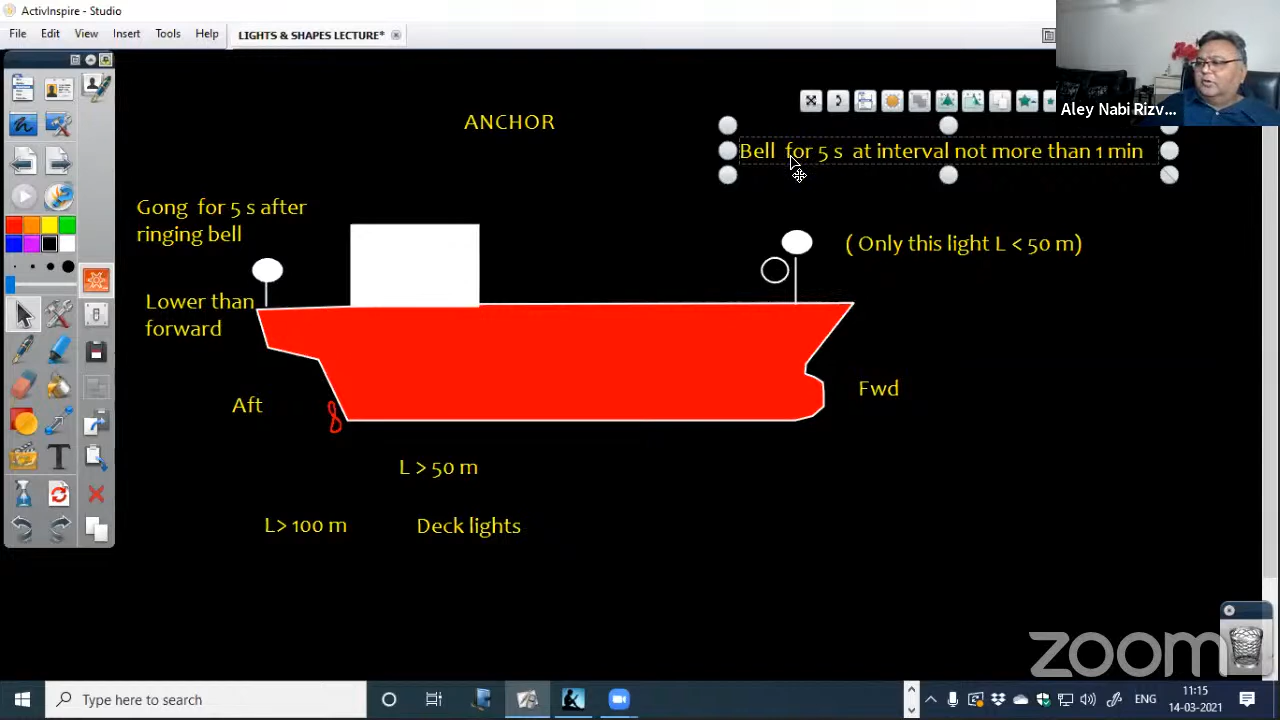 ActivInspire - Studio
File Edit View Insert Tools Help
LIGHTS & SHAPES LECTURE*
Aley Nabi Rizv
ANCHOR
Bell for 5 s at interval not more than 1 min
Gong for 5 s after
ringing bell
( Only this light L < 50 m)
Lower than
forward
Aft
Fwd
8
L > 50 m
L> 100 m Deck lights
zoom
Type here to search
ENG
11:15
14-03-2021